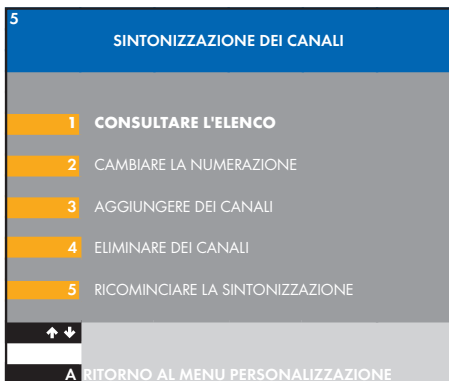 5
SINTONIZZAZIONE DEI CANALI
1 CONSULTARE L'ELENCO
2 CAMBIARE LA NUMERAZIONE
3 AGGIUNGERE DEI CANALI
4 ELIMINARE DEI CANALI
5 RICOMINCIARE LA SINTONIZZAZIONE
A RITORNO AL MENU PERSONALIZZAZIONE